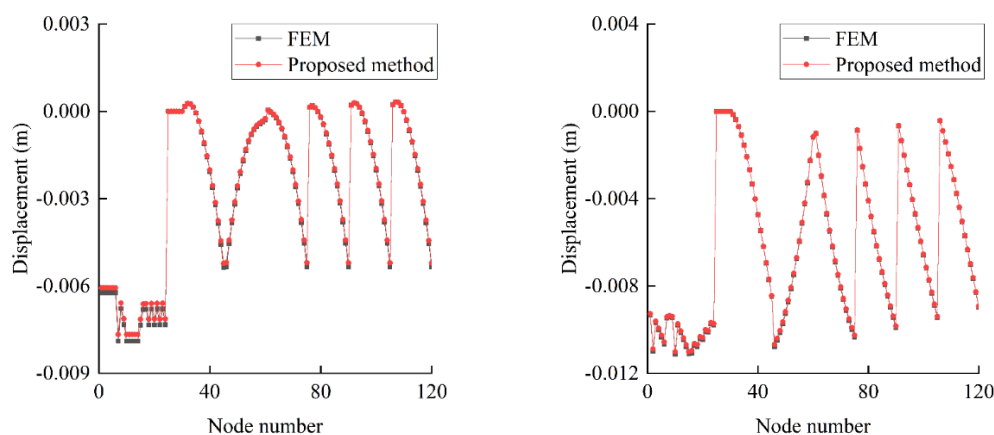 0.003
0.000
-0.003
-0.006
-0.009
Displacement (m)
0
40
80
120
Node number
FEM
Proposed method
0.004
0.000
-0.004
-0.008
-0.012
Displacement (m)
0
40
80
120
Node number
FEM
Proposed method